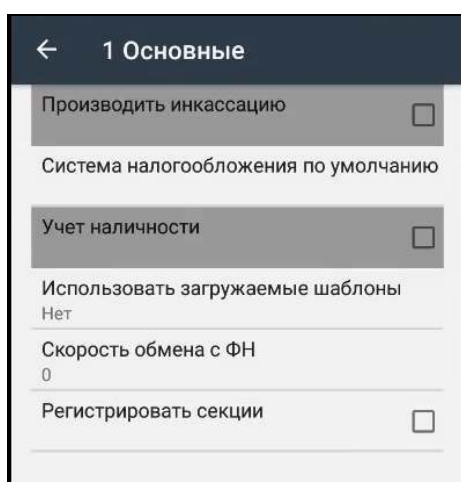 1 Основные
Производить инкассацию
Система налогообложения по умолчанию
Учет наличности
Использовать загружаемые шаблоны
Нет
Скорость обмена с ФН
0
Регистрировать секции